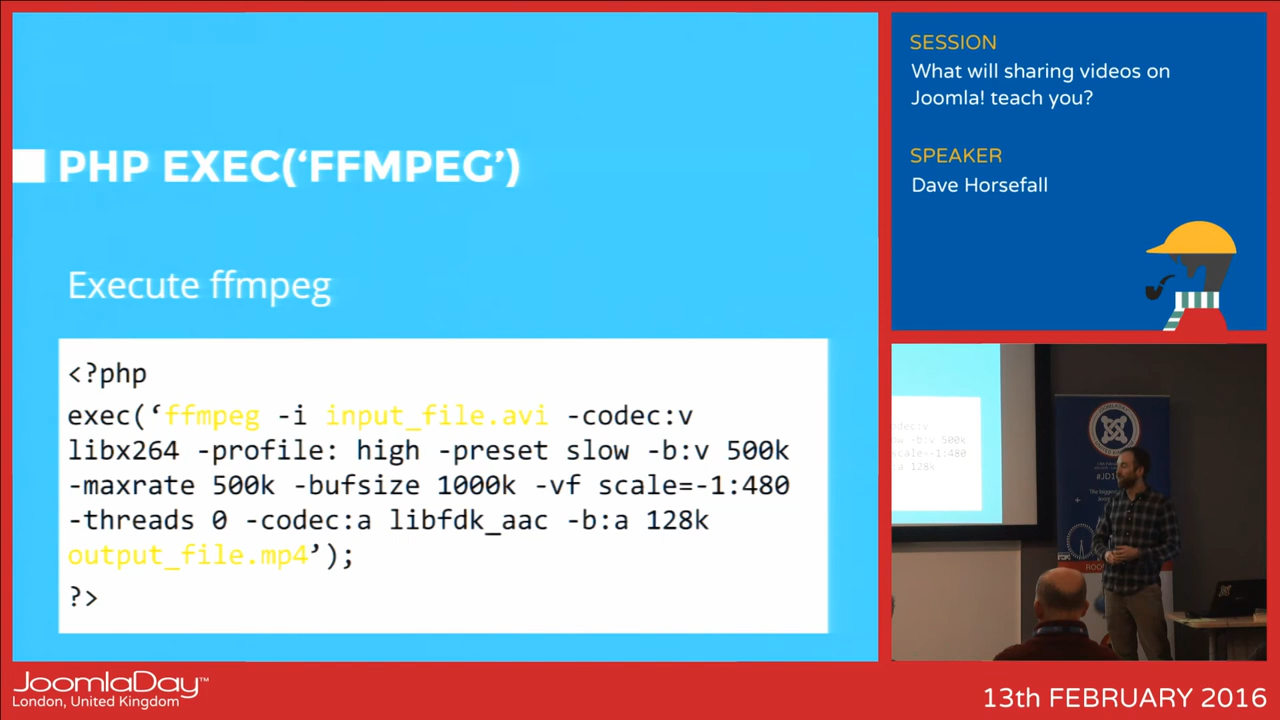 PHP EXEC(‘FFMPEG’)
Execute ffmpeg
<?php
exec(‘ffmpeg -i input_file.avi -codec:v
libx264 -profile: high -preset slow -b:v 500k
-maxrate 500k -bufsize 1000k -vf scale=-1:480
-threads 0 -codec:a libfdk_aac -b:a 128k
output_file.mp4’);
?>
SESSION
What will sharing videos on
Joomla! teach you?
SPEAKER
Dave Horsefall
#JD1
JoomlaDay™
London, United Kingdom
13th FEBRUARY 2016